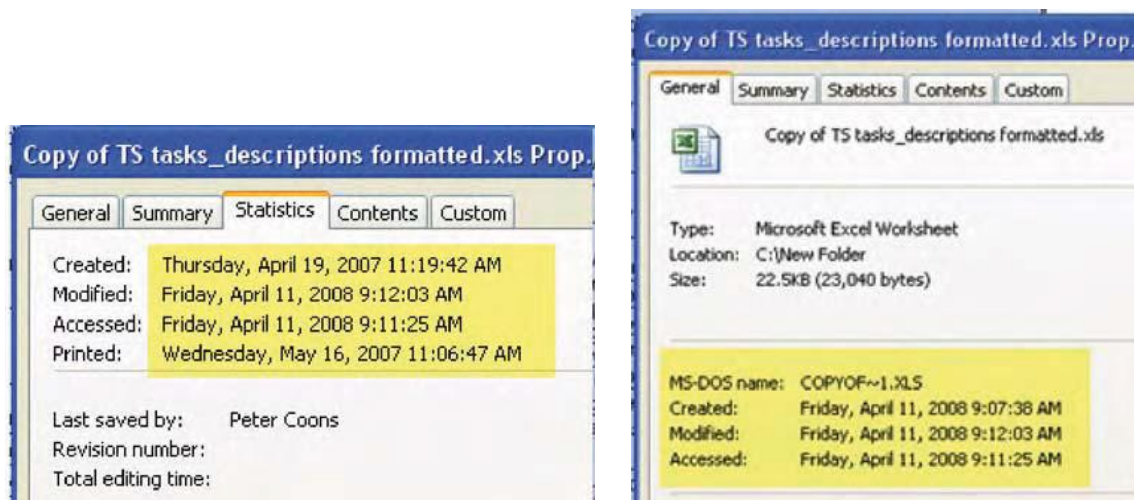 Copy of TS tasks_descriptions formatted.xls Prop.
General Summary Statistics Contents Custom
Created: Thursday, April 19, 2007 11:19:42 AM
Modified: Friday, April 11, 2008 9:12:03 AM
Accessed: Friday, April 11, 2008 9:11:25 AM
Printed: Wednesday, May 16, 2007 11:06:47 AM
Last saved by: Peter Coons
Revision number:
Total editing time:
Copy of TS tasks_descriptions formatted.xls Prop.
General Summary Statistics Contents Custom
Copy of TS tasks_descriptions formatted.xls
Type: Microsoft Excel Worksheet
Location: C:\New Folder
Size: 22.5KB (23,040 bytes)
MS-DOS name: COPYOF~1.XLS
Created: Friday, April 11, 2008 9:07:38 AM
Modified: Friday, April 11, 2008 9:12:03 AM
Accessed: Friday, April 11, 2008 9:11:25 AM